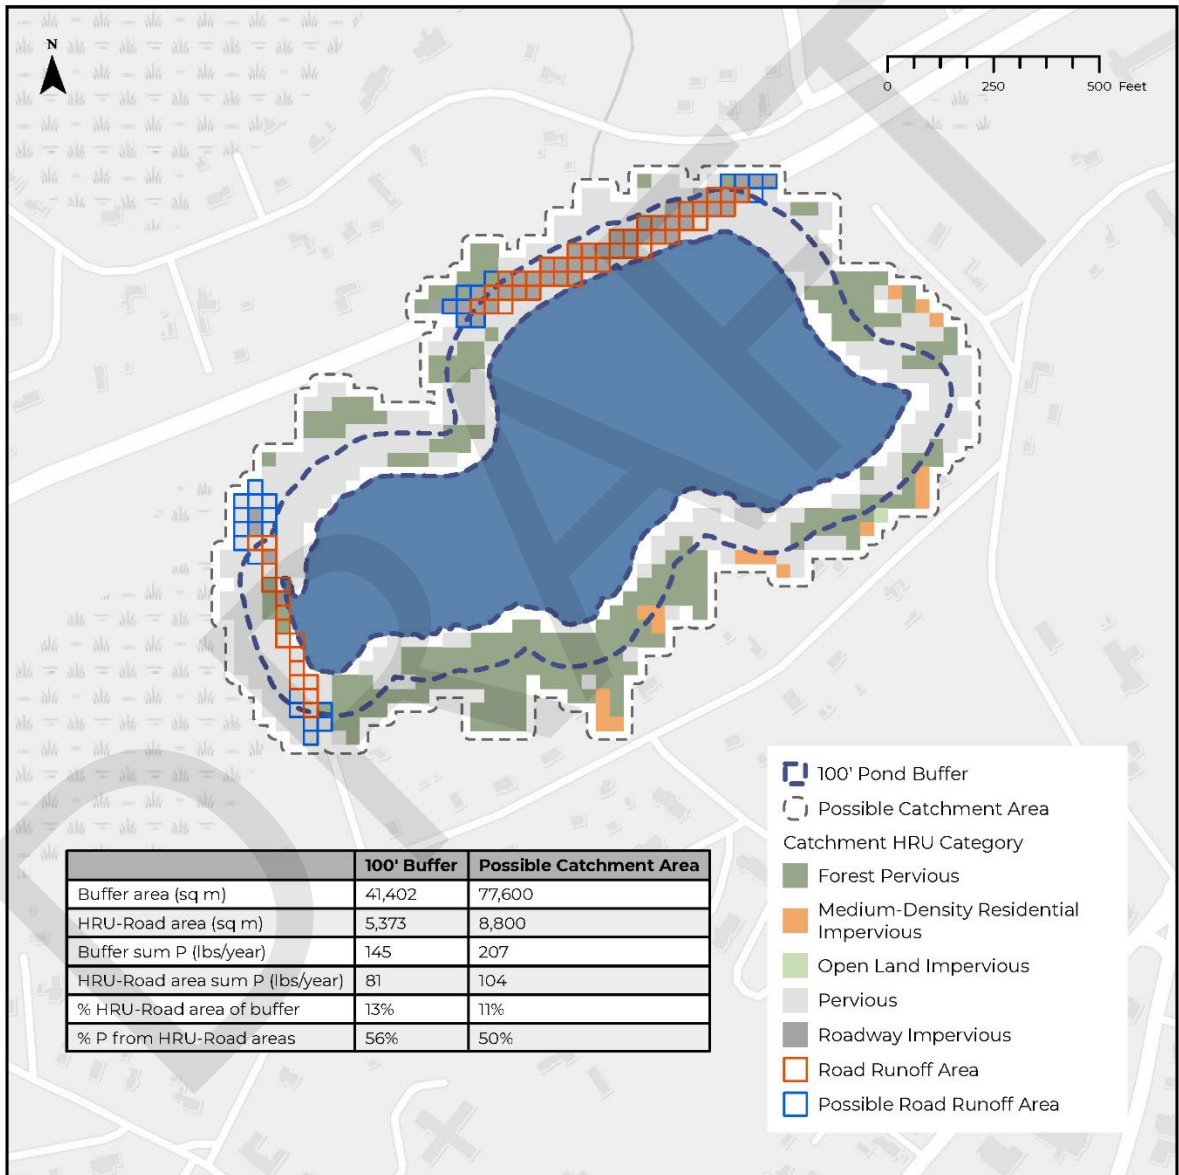 N
0 250 500 Feet
DRAFT
100' Pond Buffer
Possible Catchment Area
Catchment HRU Category
Forest Pervious
Medium-Density Residential
Impervious
Open Land Impervious
Pervious
Roadway Impervious
Road Runoff Area
Possible Road Runoff Area
100' Buffer Possible Catchment Area
Buffer area (sq m) 41,402 77,600
HRU-Road area (sq m) 5,373 8,800
Buffer sum P (lbs/year) 145 207
HRU-Road area sum P (lbs/year) 81 104
% HRU-Road area of buffer 13% 11%
% P from HRU-Road areas 56% 50%